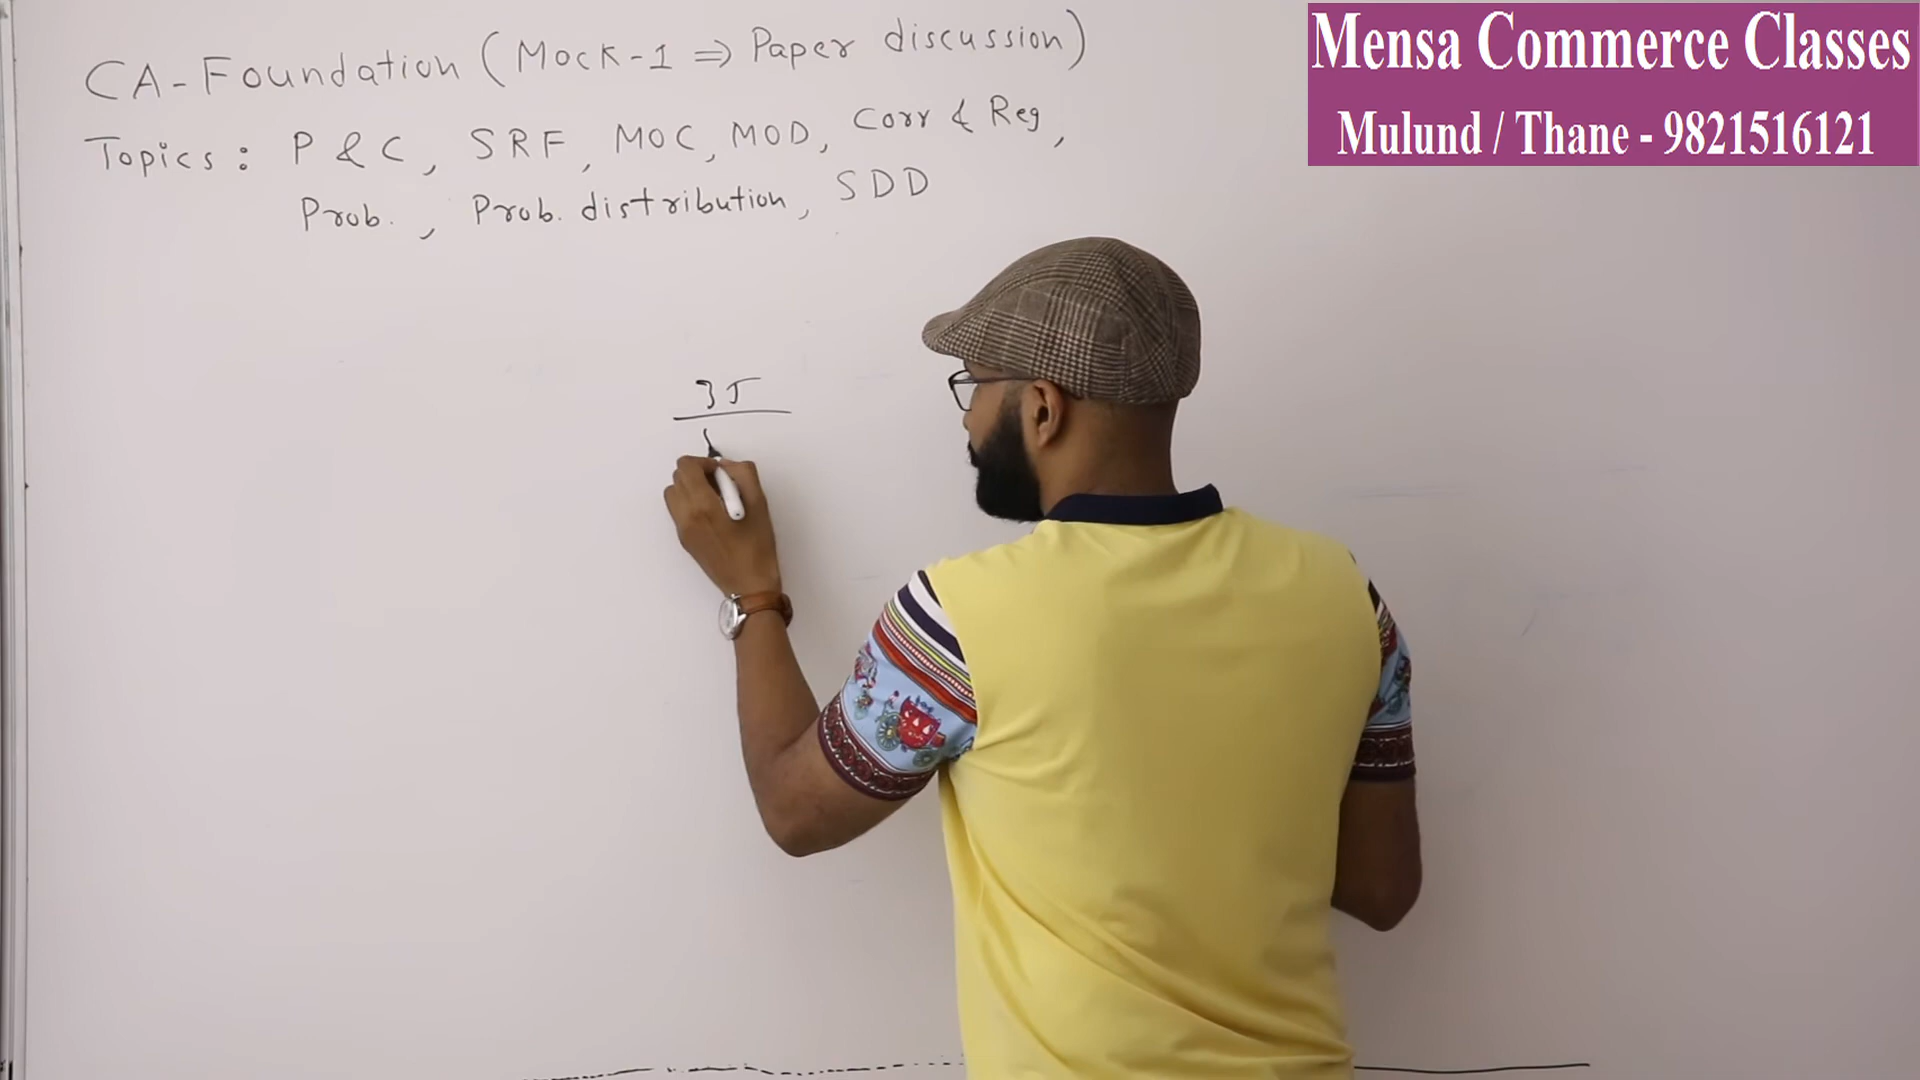 CA-Foundation (Mock-1 ⇒ Paper discussion)
Topics : P & C, SRF, MOC, MOD, Corr & Reg,
Prob., Prob. distribution, SDD
35
Mensa Commerce Classes
Mulund / Thane - 9821516121